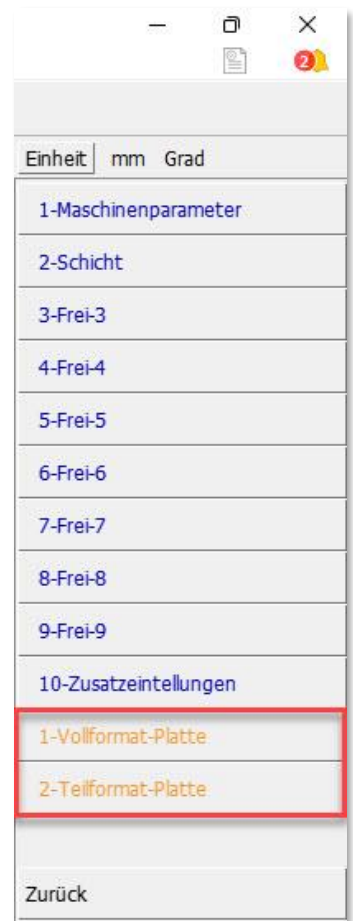 2
Einheit mm Grad
1-Maschinenparameter
2-Schicht
3-Frei-3
4-Frei-4
5-Frei-5
6-Frei-6
7-Frei-7
8-Frei-8
9-Frei-9
10-Zusatzeintellungen
1-Vollformat-Platte
2-Teilformat-Platte
Zurück